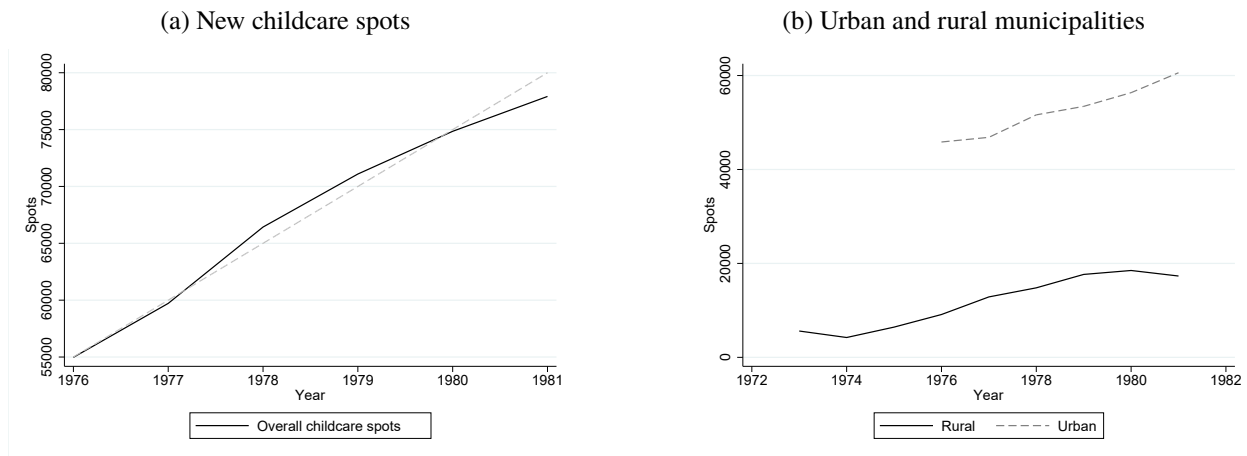 (a) New childcare spots
80000
75000
70000
65000
60000
55000
Spots
1976 1977 1978 1979 1980 1981
Year
Overall childcare spots
(b) Urban and rural municipalities
60000
40000
20000
0
Spots
1972 1974 1976 1978 1980 1982
Year
Rural Urban